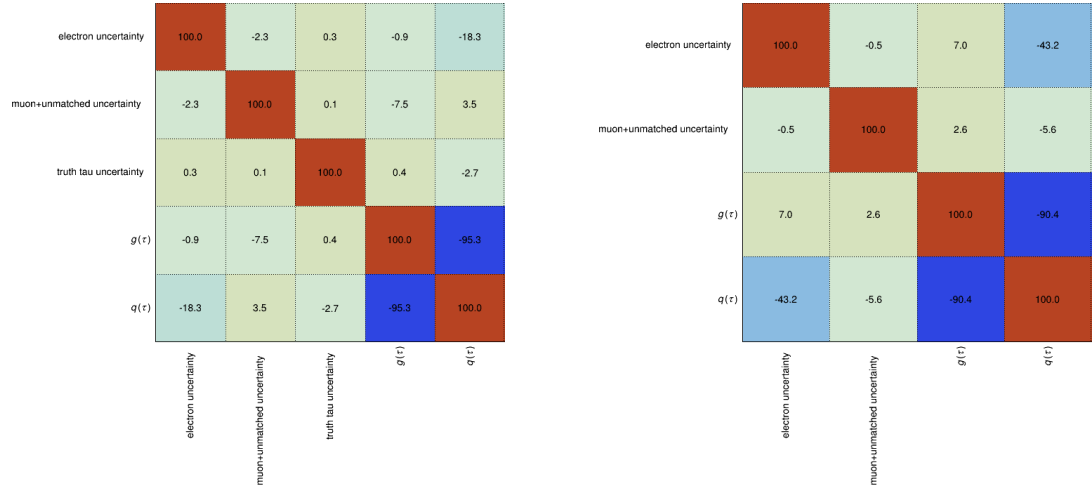 electron uncertainty 100.0 -2.3 0.3 -0.9 -18.3
muon+unmatched uncertainty -2.3 100.0 0.1 -7.5 3.5
truth tau uncertainty 0.3 0.1 100.0 0.4 -2.7
g(τ) -0.9 -7.5 0.4 100.0 -95.3
q(τ) -18.3 3.5 -2.7 -95.3 100.0
electron uncertainty
muon+unmatched uncertainty
truth tau uncertainty
g(τ)
q(τ)
electron uncertainty 100.0 -0.5 7.0 -43.2
muon+unmatched uncertainty -0.5 100.0 2.6 -5.6
g(τ) 7.0 2.6 100.0 -90.4
q(τ) -43.2 -5.6 -90.4 100.0
electron uncertainty
muon+unmatched uncertainty
g(τ)
q(τ)